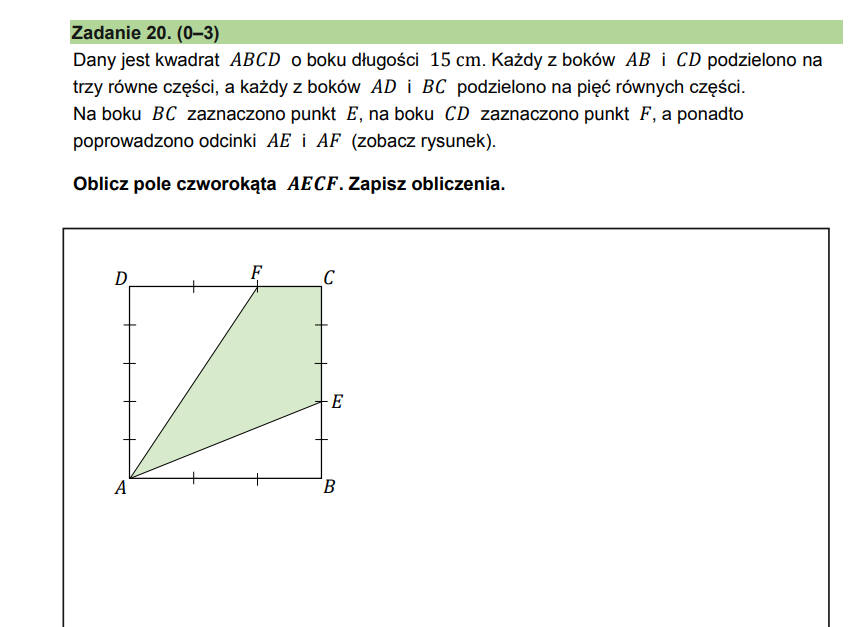 Zadanie 20. (0–3)
Dany jest kwadrat ABCD o boku długości 15 cm. Każdy z boków AB i CD podzielono na
trzy równe części, a każdy z boków AD i BC podzielono na pięć równych części.
Na boku BC zaznaczono punkt E, na boku CD zaznaczono punkt F, a ponadto
poprowadzono odcinki AE i AF (zobacz rysunek).
Oblicz pole czworokąta AECF. Zapisz obliczenia.
D F C
E
A B